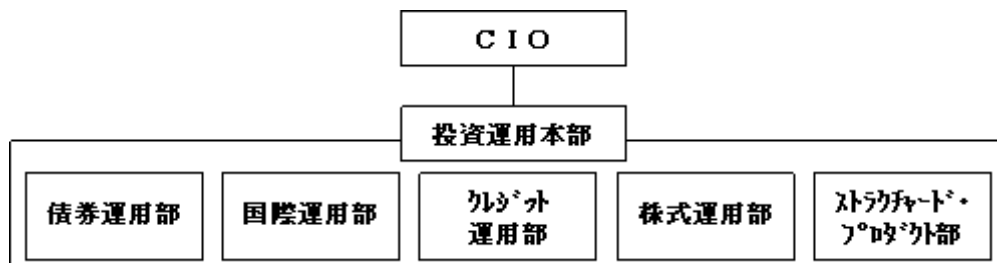 ＣＩＯ
投資運用本部
債券運用部
国際運用部
ｸﾚｼﾞｯﾄ
運用部
株式運用部
ｽﾄﾗｸﾁｬｰﾄﾞ・
ﾌﾟﾛﾀﾞｸﾄ部